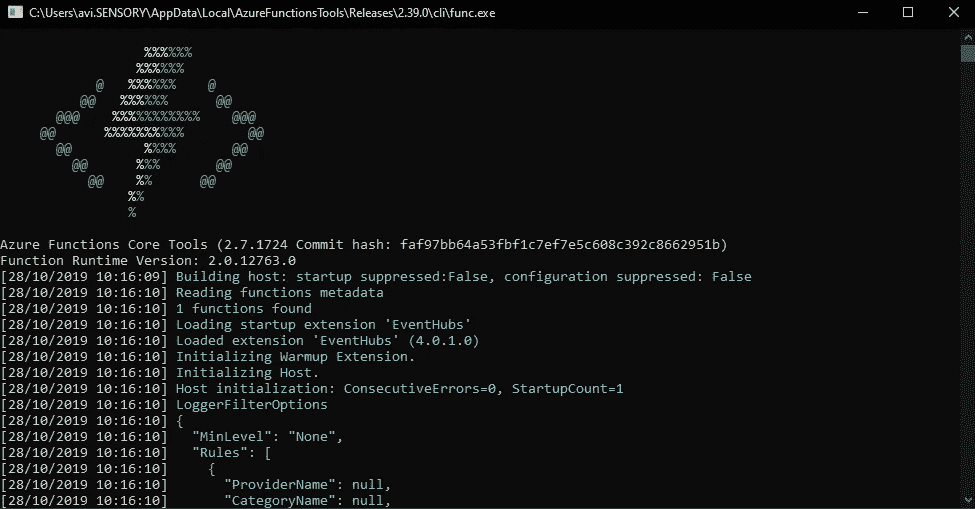 C:\Users\avi.SENSORY\AppData\Local\AzureFunctionsTools\Releases\2.39.0\cli\func.exe
                  %%%%%%
                 %%%%%%
            @   %%%%%%    @
          @@   %%%%%%      @@
       @@@    %%%%%%%%%%%    @@@
     @@      %%%%%%%%%%        @@
       @@         %%%%       @@
         @@      %%%       @@
           @@    %%      @@
                %%
                %
Azure Functions Core Tools (2.7.1724 Commit hash: faf97bb64a53fbf1c7ef7e5c608c392c8662951b)
Function Runtime Version: 2.0.12763.0
[28/10/2019 10:16:09] Building host: startup suppressed:False, configuration suppressed: False
[28/10/2019 10:16:10] Reading functions metadata
[28/10/2019 10:16:10] 1 functions found
[28/10/2019 10:16:10] Loading startup extension 'EventHubs'
[28/10/2019 10:16:10] Loaded extension 'EventHubs' (4.0.1.0)
[28/10/2019 10:16:10] Initializing Warmup Extension.
[28/10/2019 10:16:10] Initializing Host.
[28/10/2019 10:16:10] Host initialization: ConsecutiveErrors=0, StartupCount=1
[28/10/2019 10:16:10] LoggerFilterOptions
[28/10/2019 10:16:10] {
[28/10/2019 10:16:10]   "MinLevel": "None",
[28/10/2019 10:16:10]   "Rules": [
[28/10/2019 10:16:10]     {
[28/10/2019 10:16:10]       "ProviderName": null,
[28/10/2019 10:16:10]       "CategoryName": null,